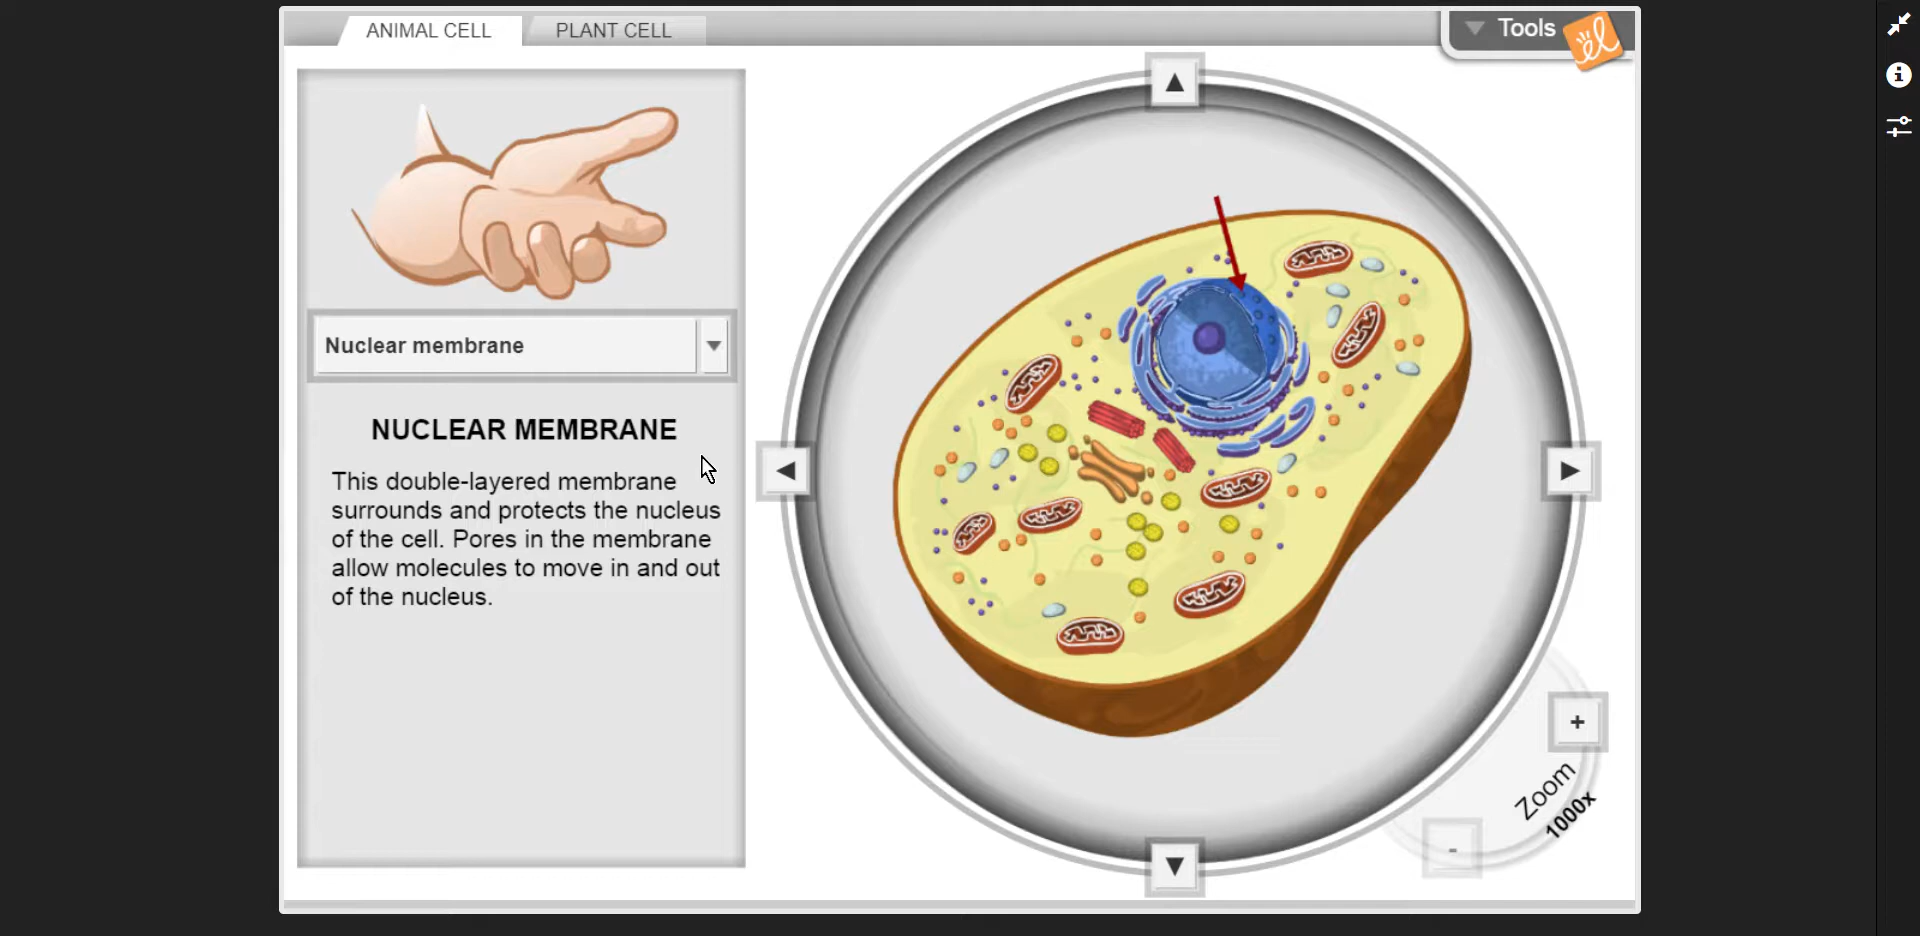 ANIMAL CELL
PLANT CELL
Tools
el
Nuclear membrane
NUCLEAR MEMBRANE
This double-layered membrane
surrounds and protects the nucleus
of the cell. Pores in the membrane
allow molecules to move in and out
of the nucleus.
+
Zoom
1000x
-